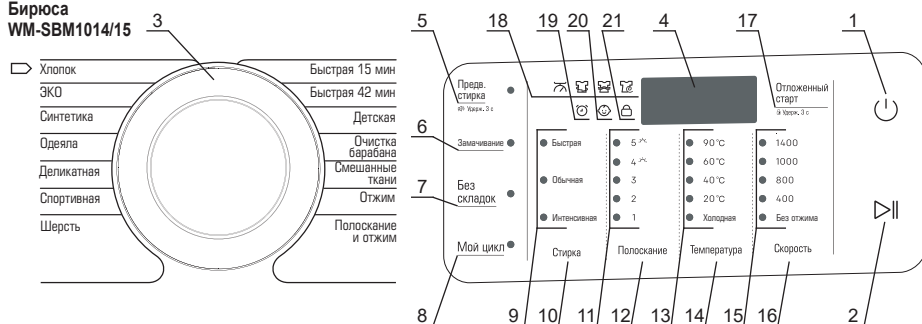 Бирюса
WM-SBM1014/15
3
5
18
19
20
21
4
17
1
Хлопок
ЭКО
Синтетика
Одеяла
Деликатная
Спортивная
Шерсть
Быстрая 15 мин
Быстрая 42 мин
Детская
Очистка
барабана
Смешанные
ткани
Отжим
Полоскание
и отжим
Предв.
стирка
Удерж. 3 с
Отложенный
старт
Удерж. 3 с
6
Замачивание
7
Без
складок
Мой цикл
Быстрая
Обычная
Интенсивная
5
4
3
2
1
90°C
60°C
40°C
20°C
Холодная
1400
1000
800
400
Без отжима
Стирка
Полоскание
Температура
Скорость
8
9
10
11
12
13
14
15
16
2